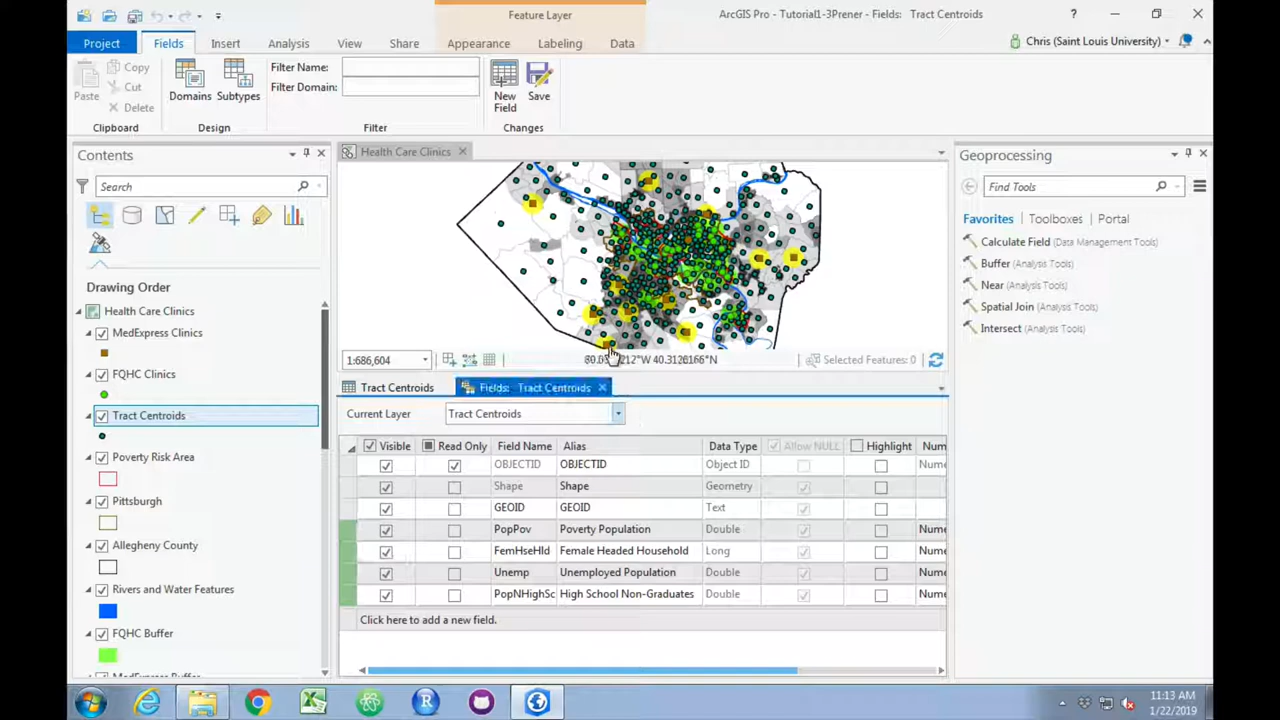 Feature Layer
ArcGIS Pro - Tutorial1-3Prener - Fields: Tract Centroids
?
Project Fields Insert Analysis View Share Appearance Labeling Data
Chris (Saint Louis University)
Paste
Copy
Cut
Delete
Clipboard
Domains Subtypes
Design
Filter Name:
Filter Domain:
Filter
New
Field
Save
Changes
Contents
Search
Drawing Order
Health Care Clinics
MedExpress Clinics
FQHC Clinics
Tract Centroids
Poverty Risk Area
Pittsburgh
Allegheny County
Rivers and Water Features
FQHC Buffer
Health Care Clinics
1:686,604
Selected Features: 0
Tract Centroids
Fields: Tract Centroids
Current Layer Tract Centroids
Visible Read Only Field Name Alias Data Type Allow NULL Highlight Num
OBJECTID OBJECTID Object ID Nume
Shape Shape Geometry
GEOID GEOID Text
PopPov Poverty Population Double Nume
FemHseHld Female Headed Household Long Nume
Unemp Unemployed Population Double Nume
PopNHighSc High School Non-Graduates Double Nume
Click here to add a new field.
Geoprocessing
Find Tools
Favorites Toolboxes Portal
Calculate Field (Data Management Tools)
Buffer (Analysis Tools)
Near (Analysis Tools)
Spatial Join (Analysis Tools)
Intersect (Analysis Tools)
11:13 AM
1/22/2019